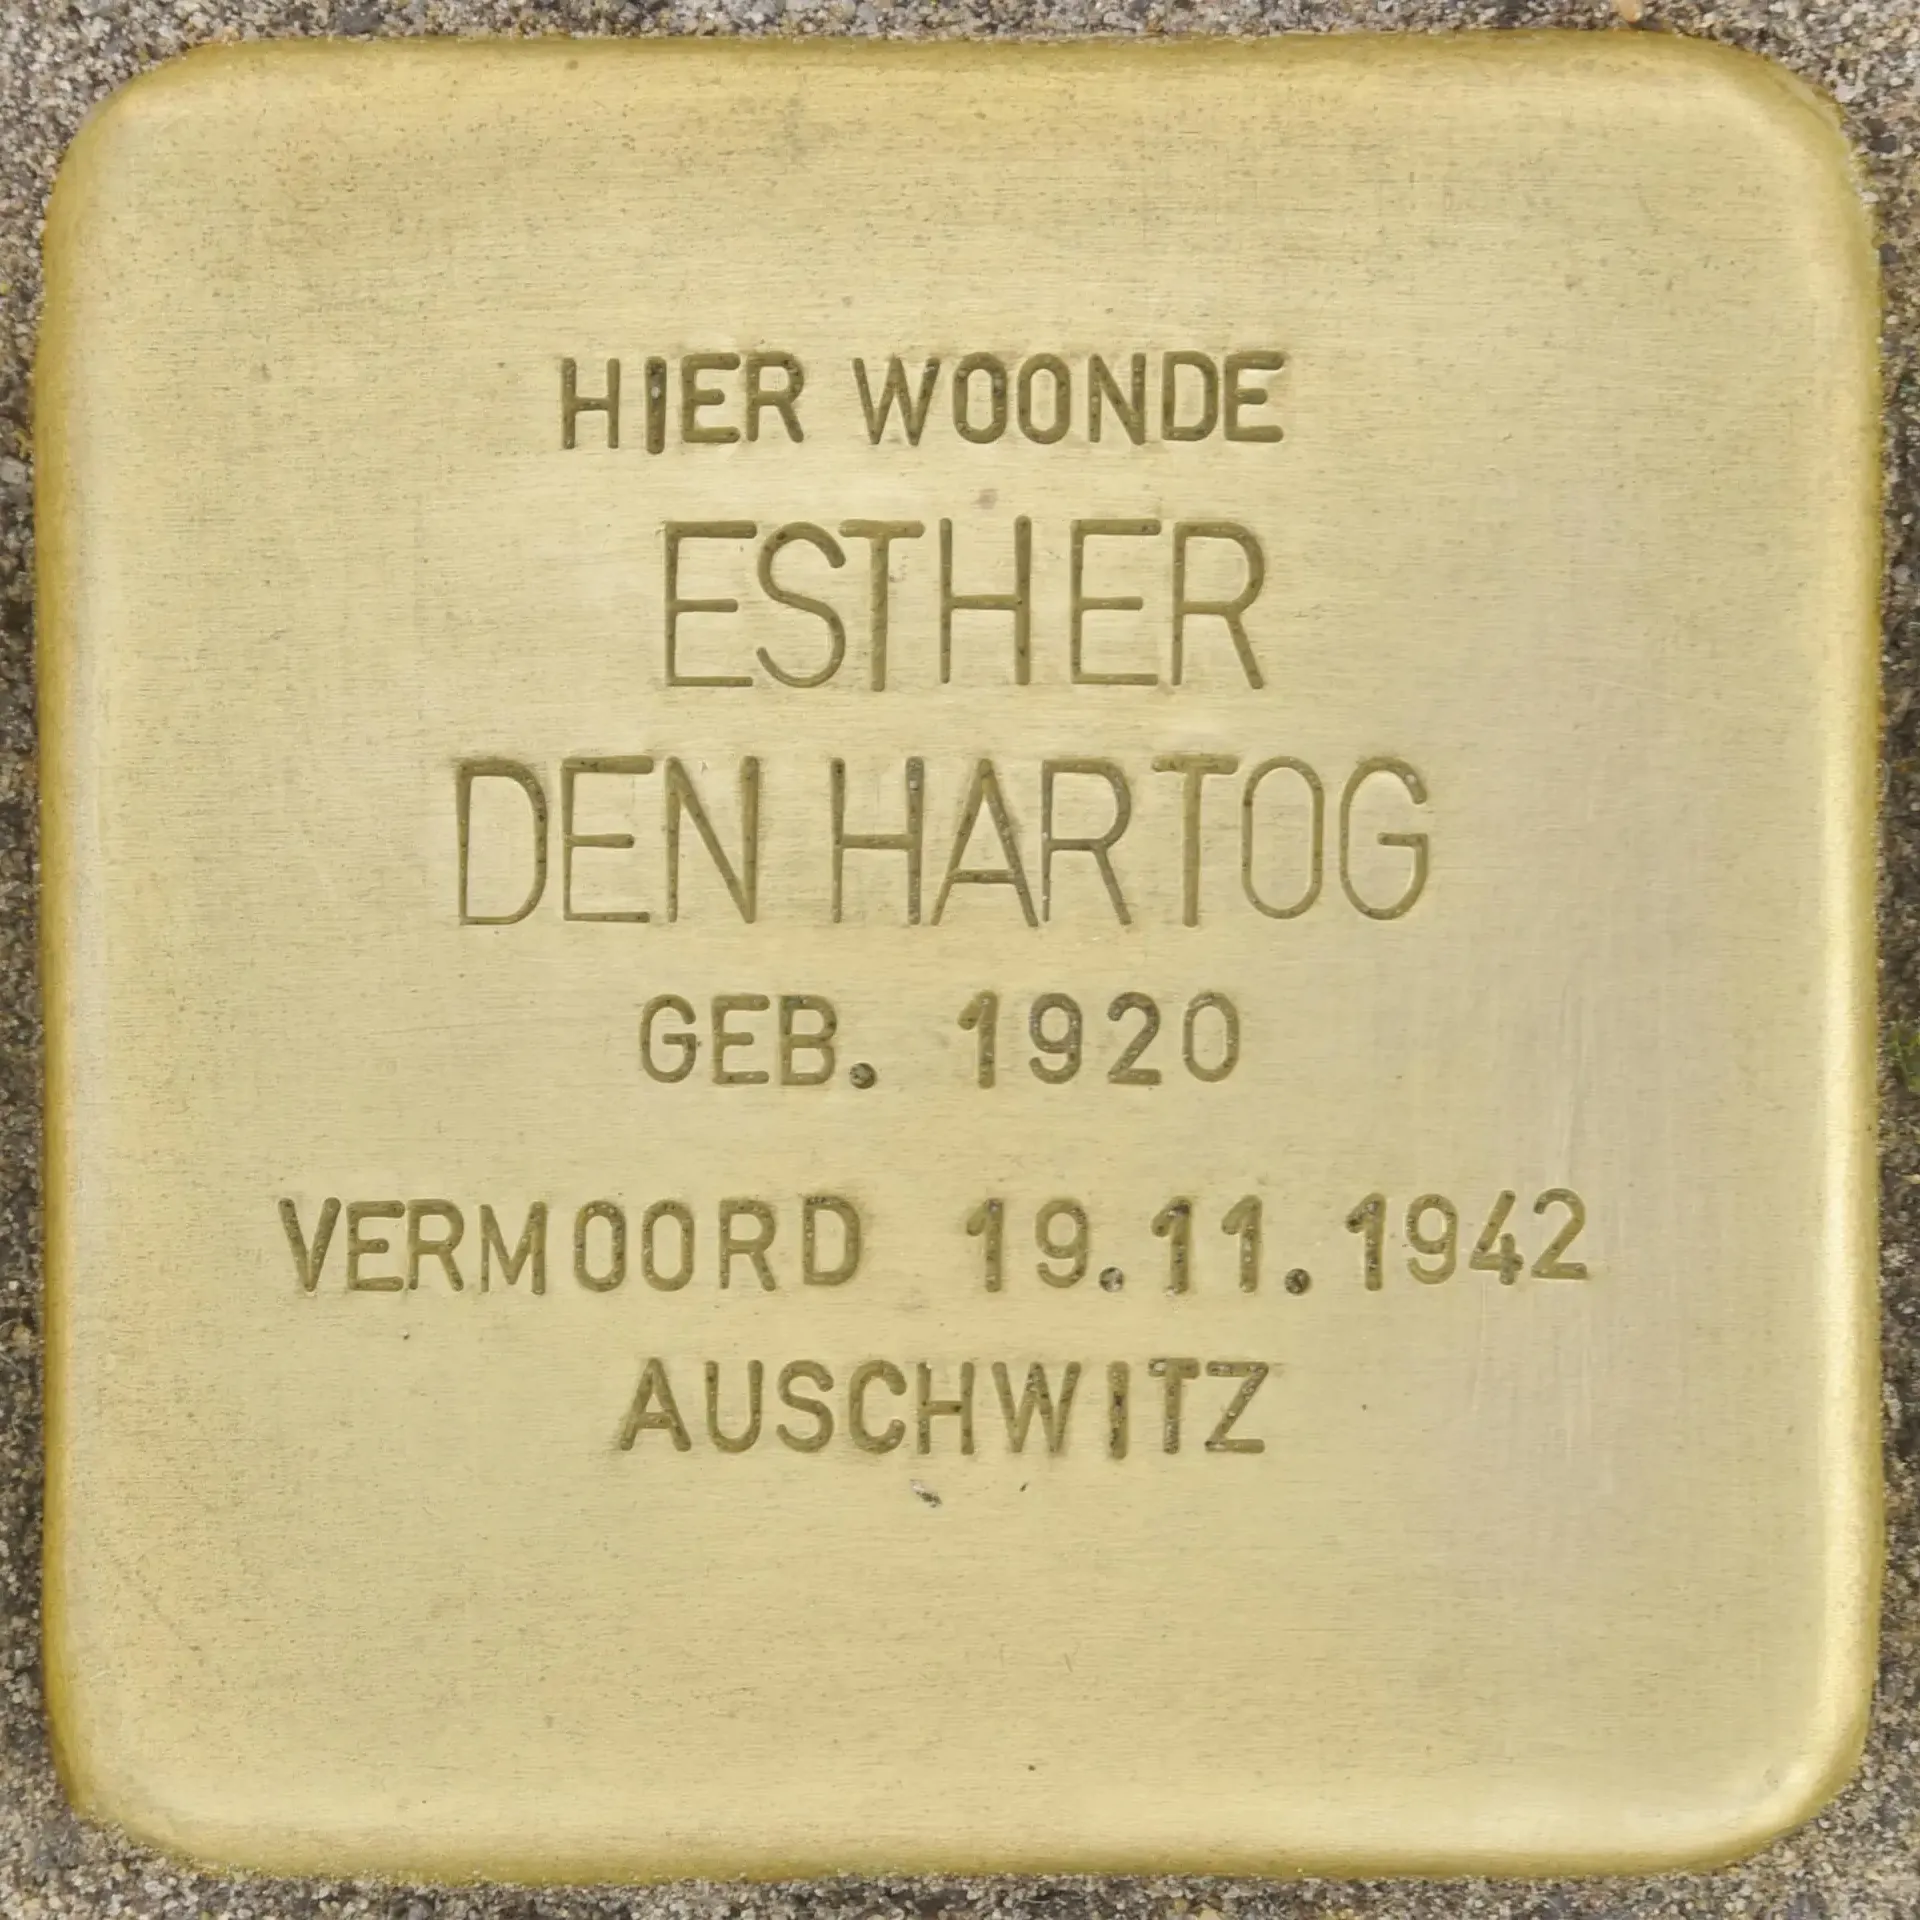 HIER WOONDE
ESTHER
DEN HARTOG
GEB. 1920
VERMOORD 19.11.1942
AUSCHWITZ